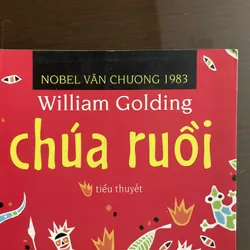 NOBEL VĂN CHƯƠNG 1983
William Golding
chúa ruồi
tiểu thuyết